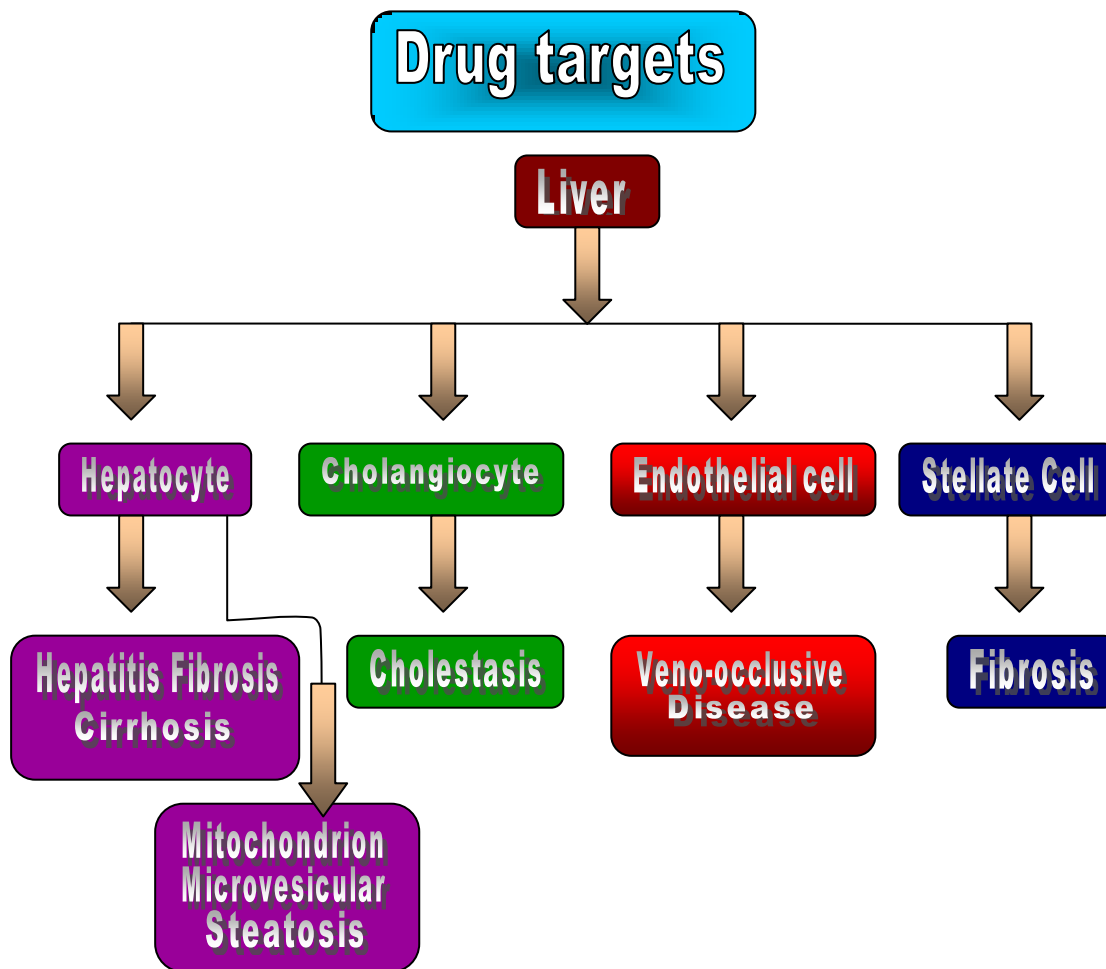 Drug targets
Liver
Hepatocyte
Cholangiocyte
Endothelial cell
Stellate Cell
Hepatitis Fibrosis
Cirrhosis
Cholestasis
Veno-occlusive
Disease
Fibrosis
Mitochondrion
Microvesicular
Steatosis